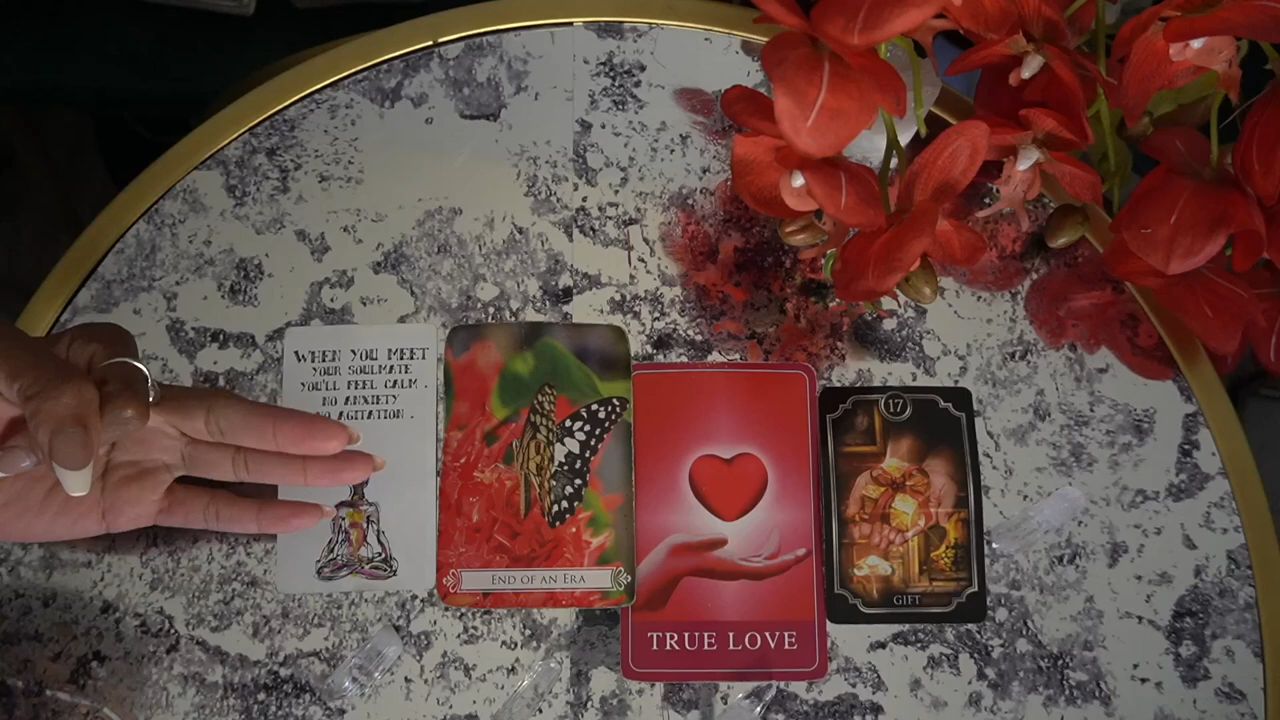 WHEN YOU MEET
YOUR SOULMATE
YOU'LL FEEL CALM .
NO ANXIETY
NO AGITATION .
END OF AN ERA
TRUE LOVE
17
GIFT